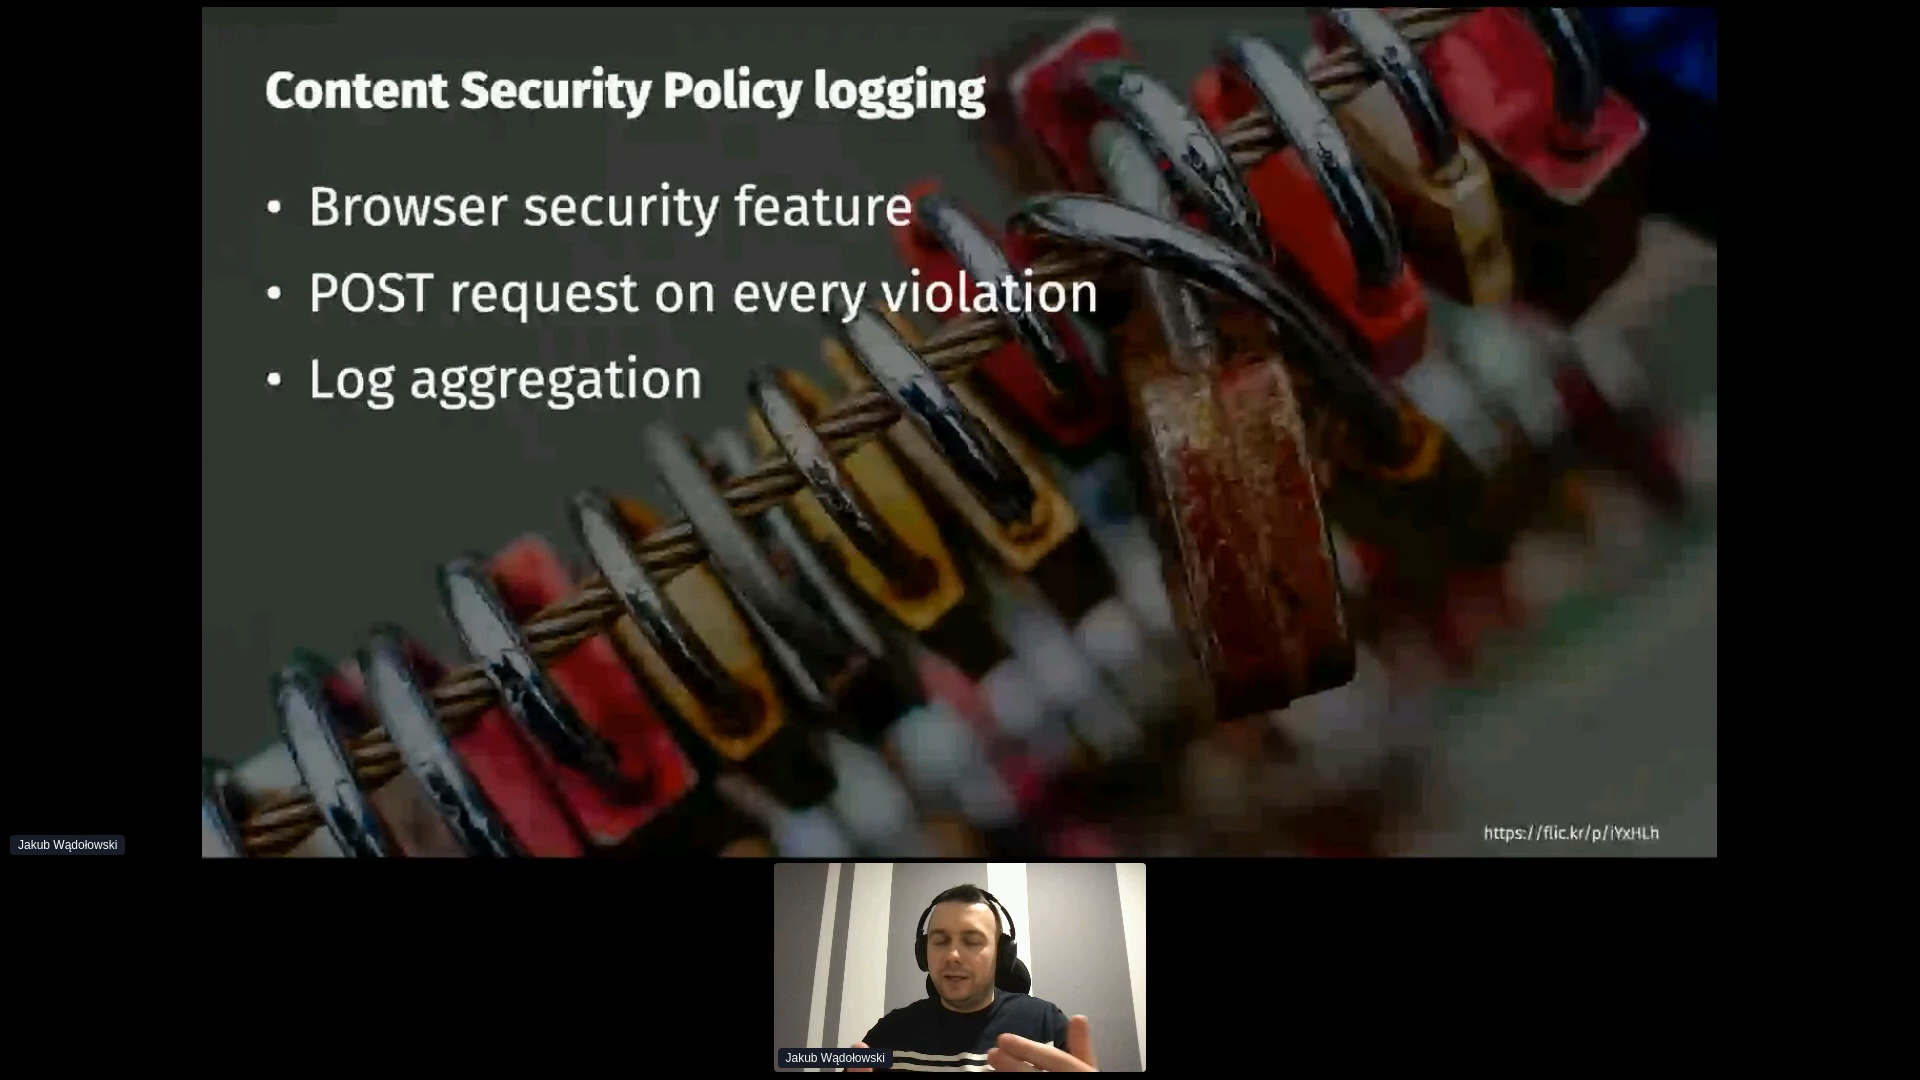 Content Security Policy logging
• Browser security feature
• POST request on every violation
• Log aggregation
https://flic.kr/p/iYxHLh
Jakub Wądołowski
Jakub Wądołowski